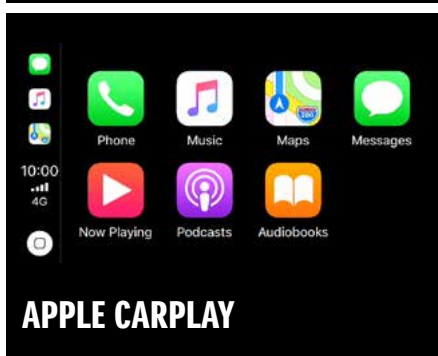 Phone Music Maps Messages
10:00
4G
Now Playing Podcasts Audiobooks
APPLE CARPLAY